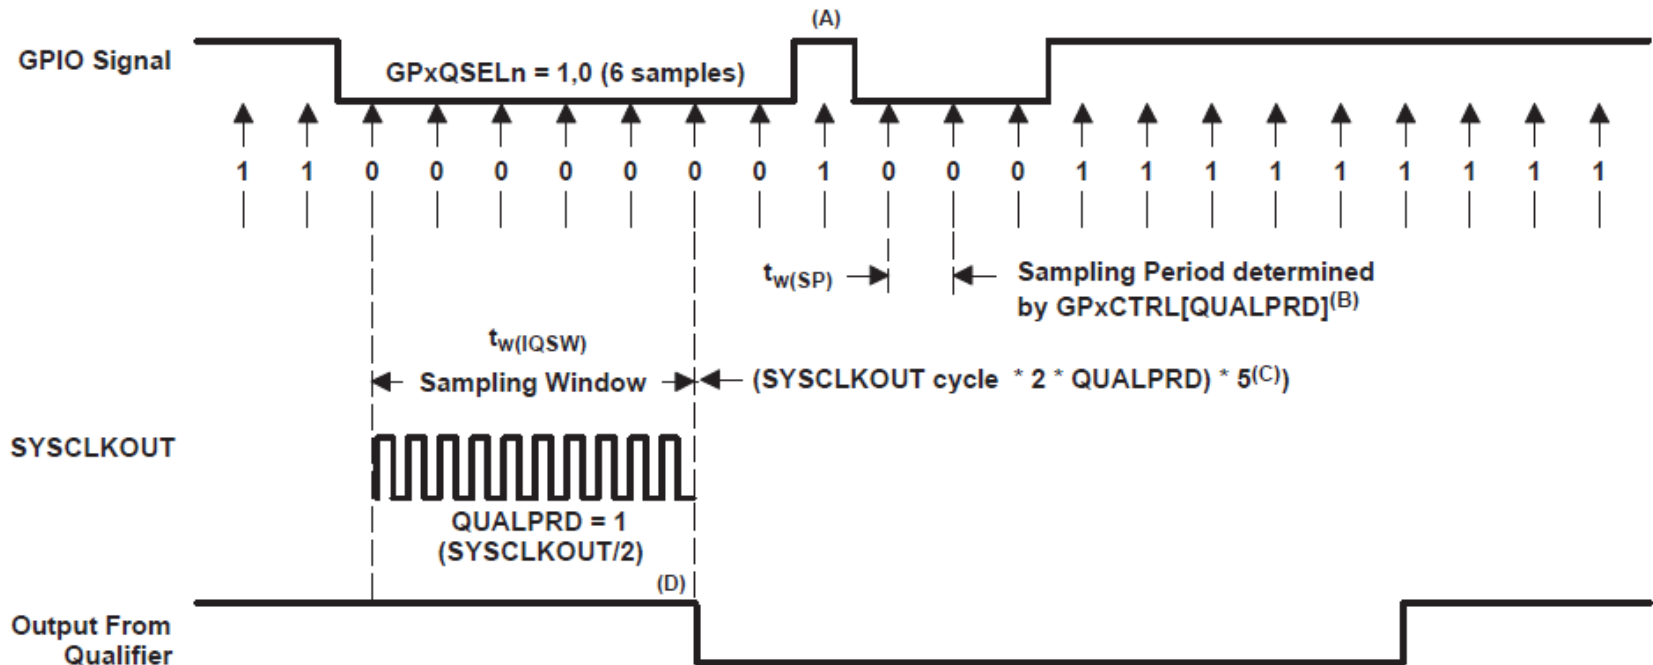 (A)
GPIO Signal
GPxQSELn = 1,0 (6 samples)
1 1 0 0 0 0 0 0 0 1 0 0 0 1 1 1 1 1 1 1 1 1
tw(SP)
Sampling Period determined
by GPxCTRL[QUALPRD](B)
tw(IQSW)
Sampling Window
(SYSCLKOUT cycle * 2 * QUALPRD) * 5(C))
SYSCLKOUT
QUALPRD = 1
(SYSCLKOUT/2)
(D)
Output From
Qualifier